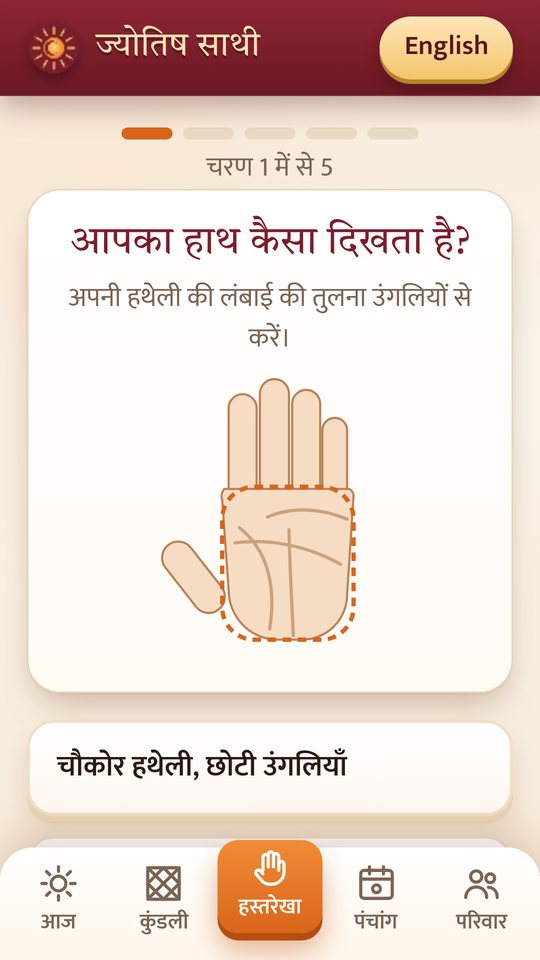 ज्योतिष साथी
English
चरण 1 में से 5
आपका हाथ कैसा दिखता है?
अपनी हथेली की लंबाई की तुलना उंगलियों से
करें।
चौकोर हथेली, छोटी उंगलियाँ
आज
कुंडली
हस्तरेखा
पंचांग
परिवार